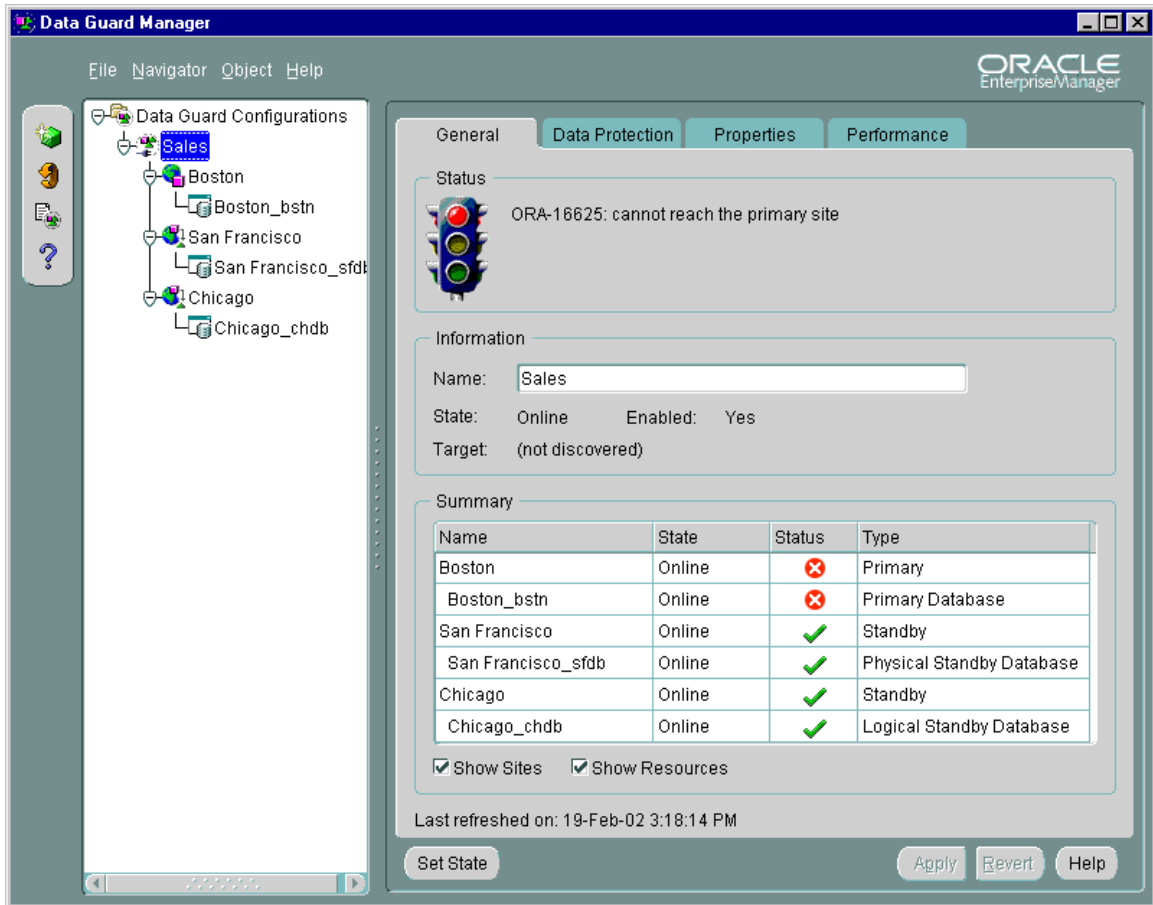 Data Guard Manager
File Navigator Object Help
ORACLE
EnterpriseManager
Data Guard Configurations
Sales
Boston
Boston_bstn
San Francisco
San Francisco_sfdb
Chicago
Chicago_chdb
General Data Protection Properties Performance
Status
ORA-16625: cannot reach the primary site
Information
Name: Sales
State: Online Enabled: Yes
Target: (not discovered)
Summary
Name State Status Type
Boston Online Primary
Boston_bstn Online Primary Database
San Francisco Online Standby
San Francisco_sfdb Online Physical Standby Database
Chicago Online Standby
Chicago_chdb Online Logical Standby Database
Show Sites Show Resources
Last refreshed on: 19-Feb-02 3:18:14 PM
Set State Apply Revert Help